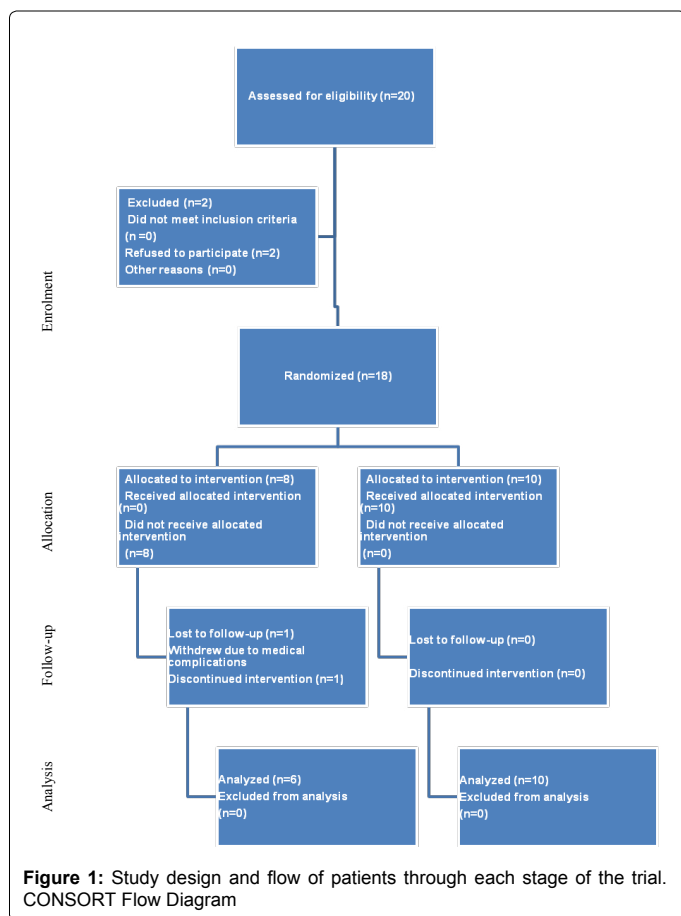 Assessed for eligibility (n=20)
Excluded (n=2)
Did not meet inclusion criteria
(n =0)
Refused to participate (n=2)
Other reasons (n=0)
Enrolment
Randomized (n=18)
Allocation
Allocated to intervention (n=8)
Received allocated intervention
(n=0)
Did not receive allocated
intervention
(n=8)
Allocated to intervention (n=10)
Received allocated intervention
(n=10)
Did not receive allocated
intervention
(n=0)
Follow-up
Lost to follow-up (n=1)
Withdrew due to medical
complications
Discontinued intervention (n=1)
Lost to follow-up (n=0)
Discontinued intervention (n=0)
Analysis
Analyzed (n=6)
Excluded from analysis
(n=0)
Analyzed (n=10)
Excluded from analysis
(n=0)
Figure 1: Study design and flow of patients through each stage of the trial.
CONSORT Flow Diagram